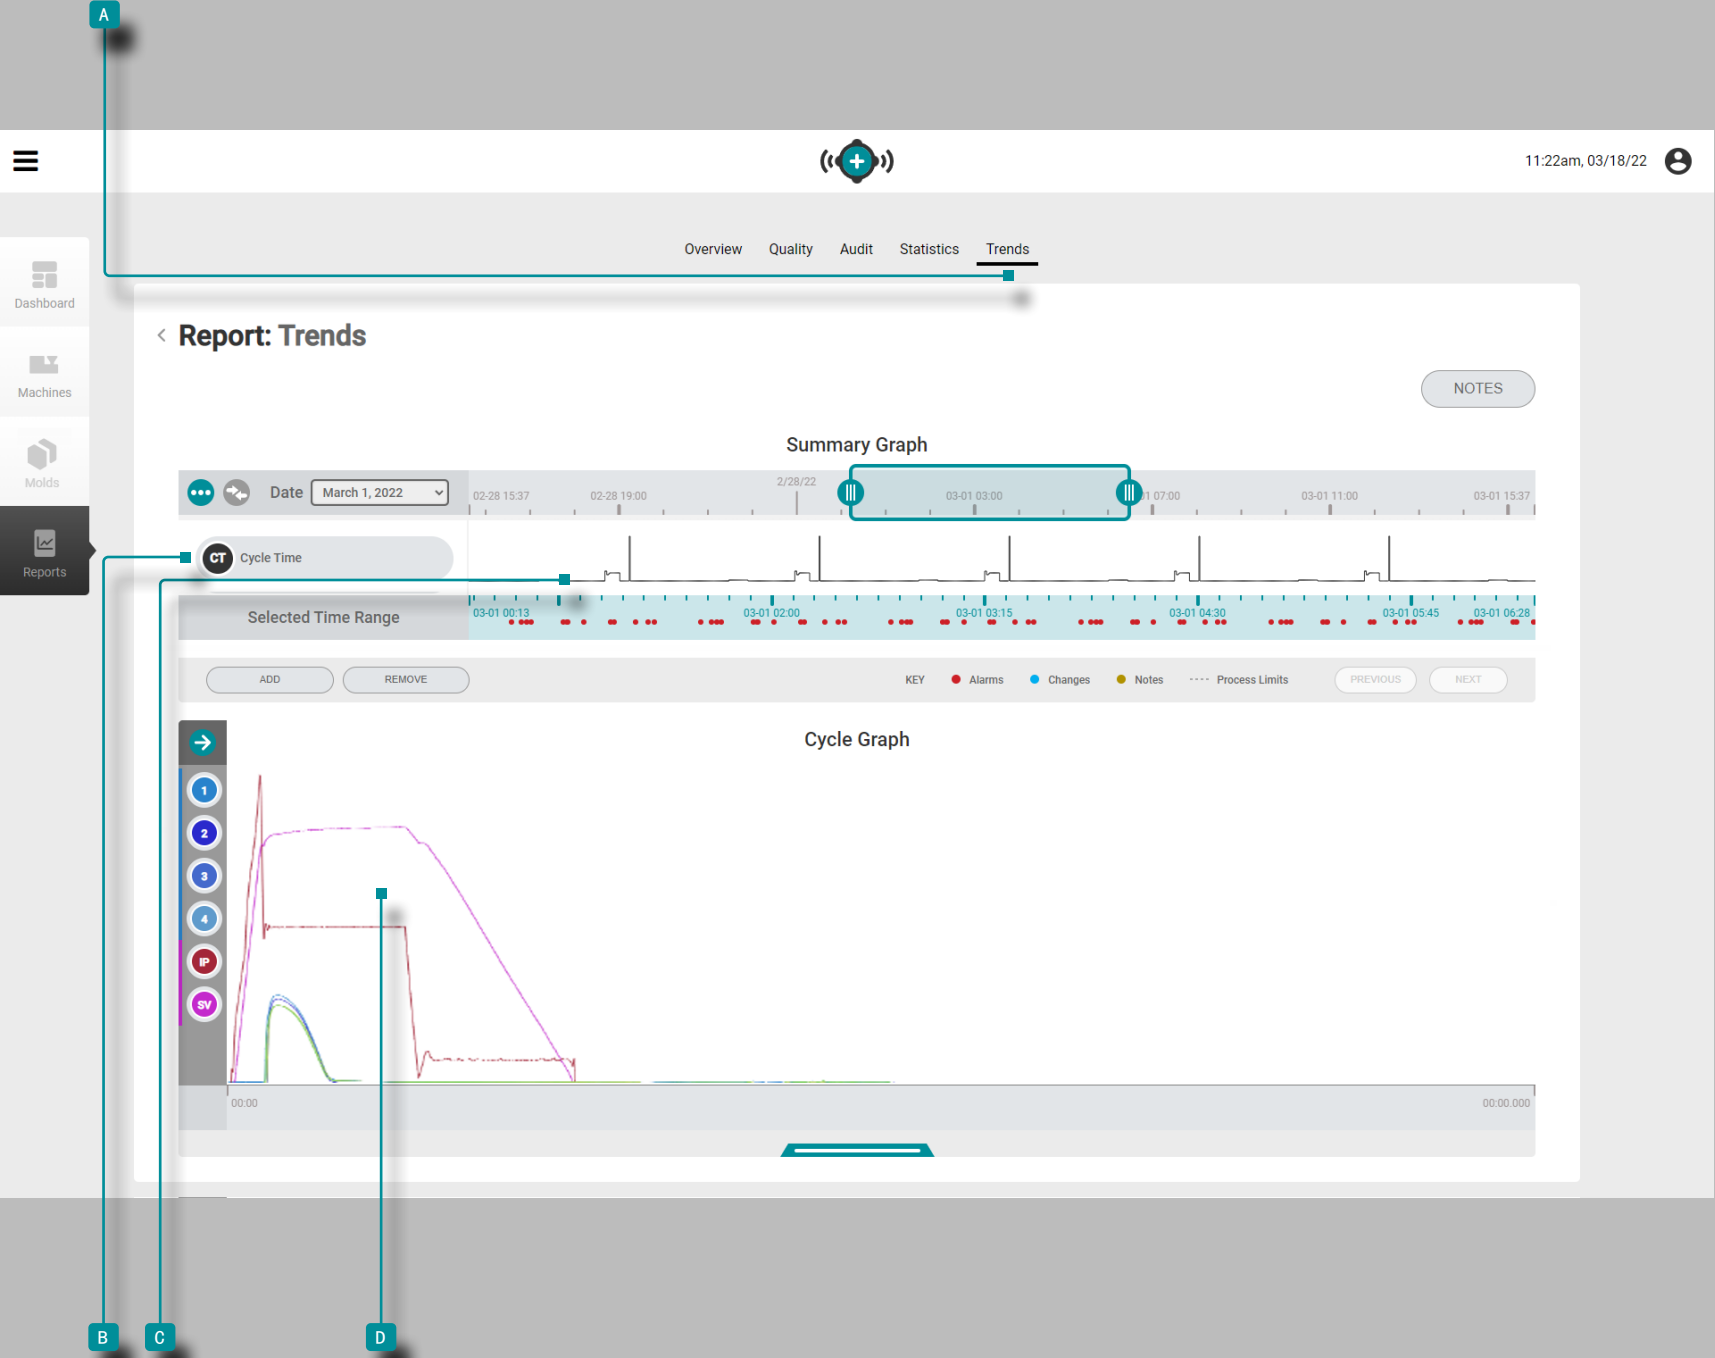 A
11:22am, 03/18/22
Overview Quality Audit Statistics Trends
Dashboard
Machines
Molds
Reports
Report: Trends
NOTES
Summary Graph
Date March 1, 2022
2/28/22
02-28 15:37 02-28 19:00 03-01 03:00 1 07:00 03-01 11:00 03-01 15:37
CT Cycle Time
Selected Time Range
03-01 00:13 03-01 02:00 03-01 03:15 03-01 04:30 03-01 05:45 03-01 06:28
ADD REMOVE KEY Alarms Changes Notes Process Limits PREVIOUS NEXT
Cycle Graph
1
2
3
4
IP
SV
00:00 00:00.000
B C D